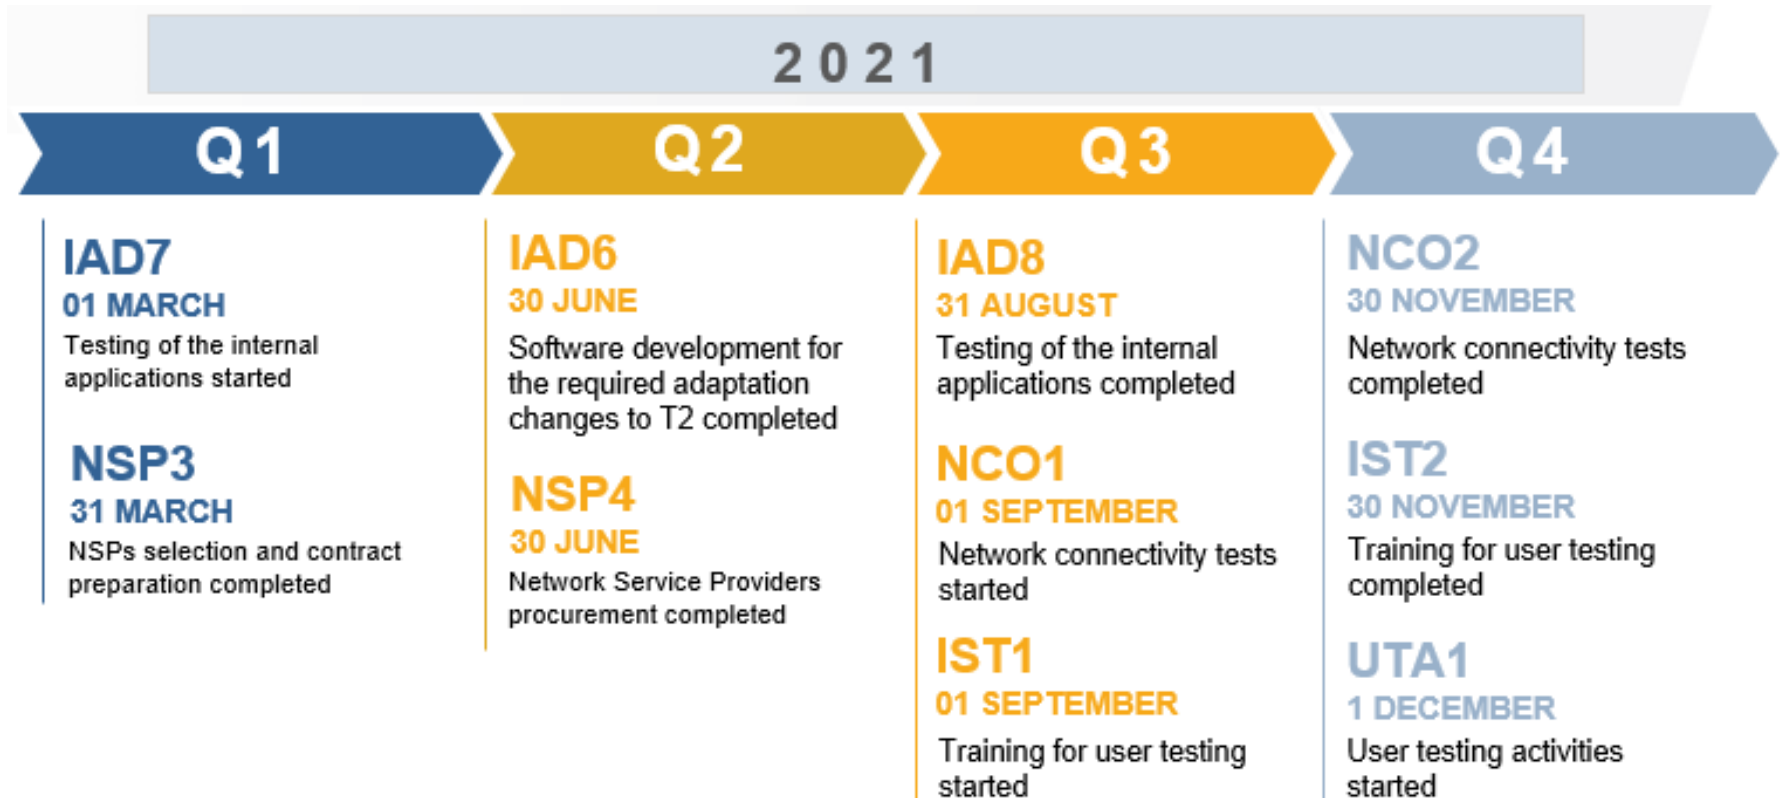 2021
Q1
Q2
Q3
Q4
IAD7
01 MARCH
Testing of the internal
applications started
NSP3
31 MARCH
NSPs selection and contract
preparation completed
IAD6
30 JUNE
Software development for
the required adaptation
changes to T2 completed
NSP4
30 JUNE
Network Service Providers
procurement completed
IAD8
31 AUGUST
Testing of the internal
applications completed
NCO1
01 SEPTEMBER
Network connectivity tests
started
IST1
01 SEPTEMBER
Training for user testing
started
NCO2
30 NOVEMBER
Network connectivity tests
completed
IST2
30 NOVEMBER
Training for user testing
completed
UTA1
1 DECEMBER
User testing activities
started